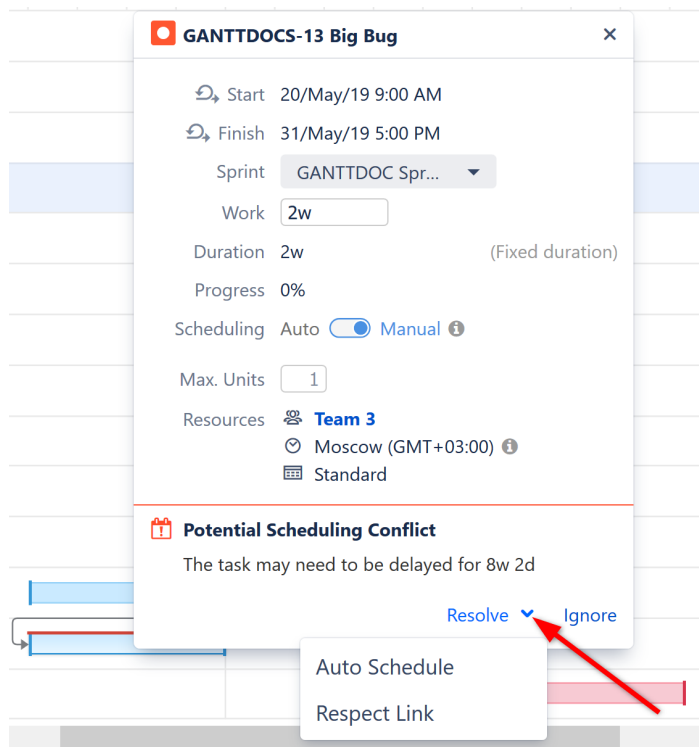 GANTTDOCS-13 Big Bug
Start 20/May/19 9:00 AM
Finish 31/May/19 5:00 PM
Sprint GANTTDOC Spr...
Work 2w
Duration 2w (Fixed duration)
Progress 0%
Scheduling Auto Manual
Max. Units 1
Resources Team 3
Moscow (GMT+03:00)
Standard
Potential Scheduling Conflict
The task may need to be delayed for 8w 2d
Resolve Ignore
Auto Schedule
Respect Link